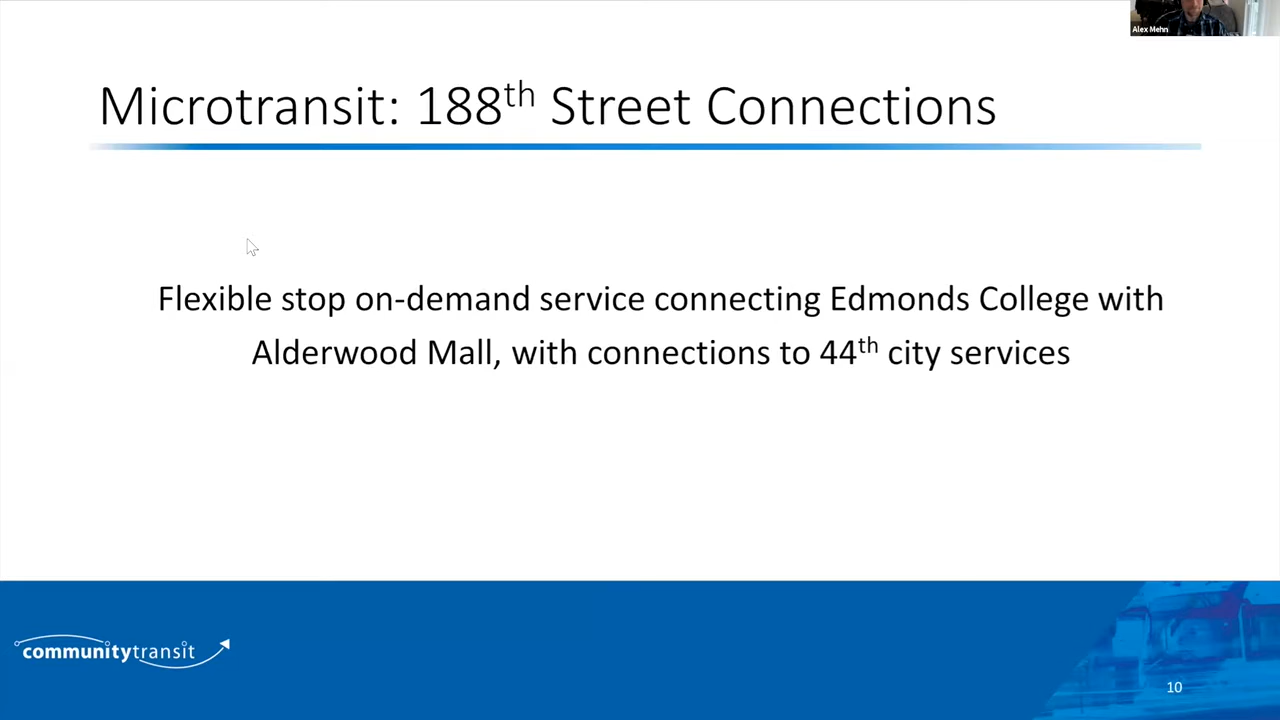 Alex Mehn
Microtransit: 188th Street Connections
Flexible stop on-demand service connecting Edmonds College with
Alderwood Mall, with connections to 44th city services
communitytransit
10